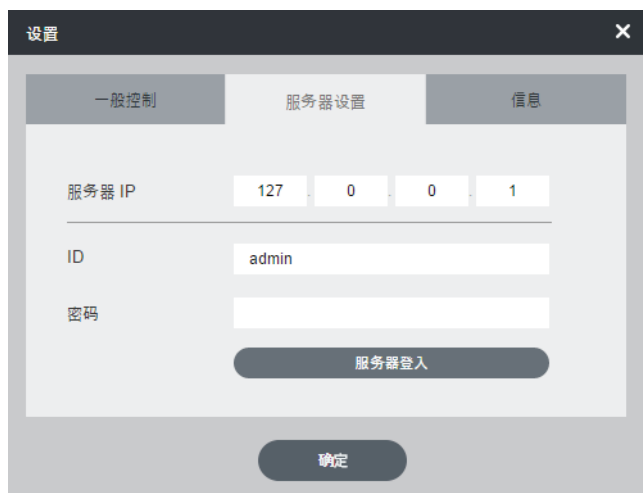 设置
一般控制 服务器设置 信息
服务器 IP 127 . 0 . 0 . 1
ID admin
密码
服务器登入
确定